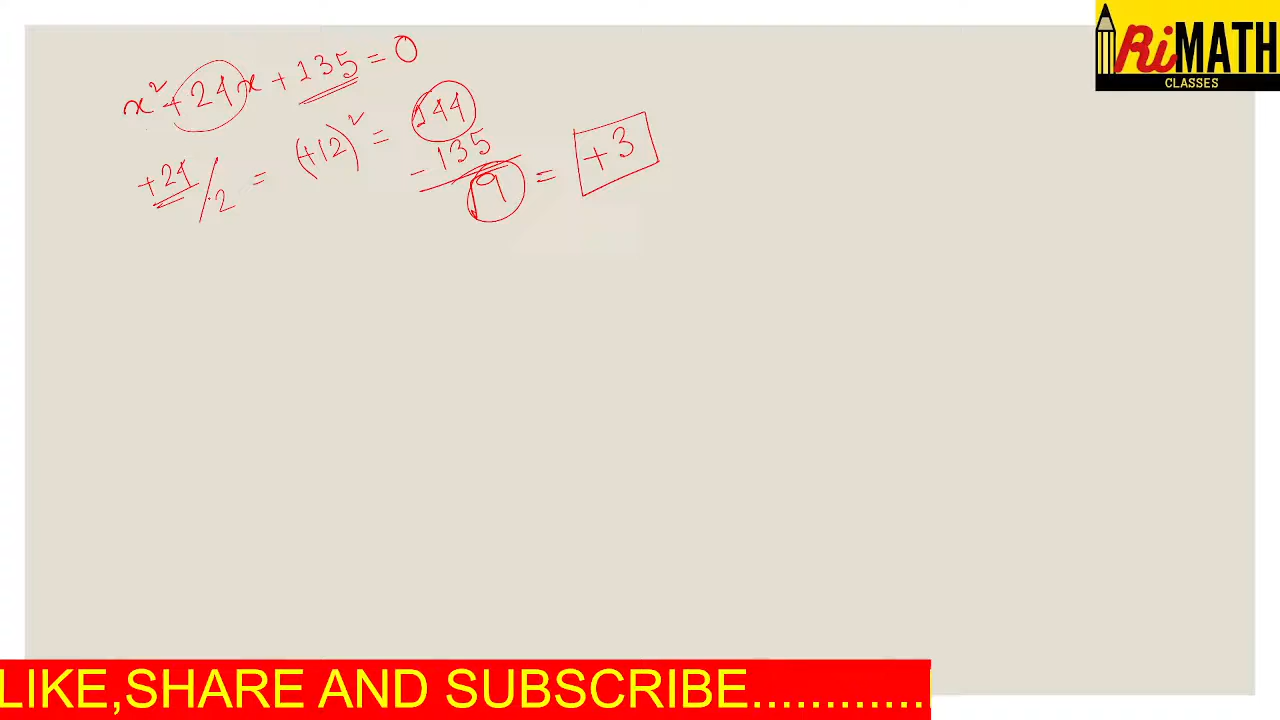 x² + 24x + 135 = 0
+24/2 = (+12)² = 144
- 135
√9 = +3
RiMATH
CLASSES
LIKE,SHARE AND SUBSCRIBE.............